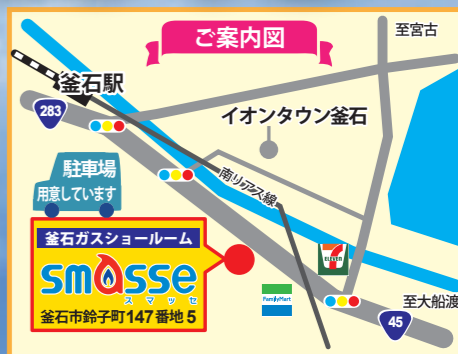 ご案内図
至宮古
釜石駅
283
イオンタウン釜石
駐車場
用意しています
南リアス線
釜石ガスショールーム
smasse
スマッセ
釜石市鈴子町147番地5
7
ELEVEN
FamilyMart
至大船渡
45